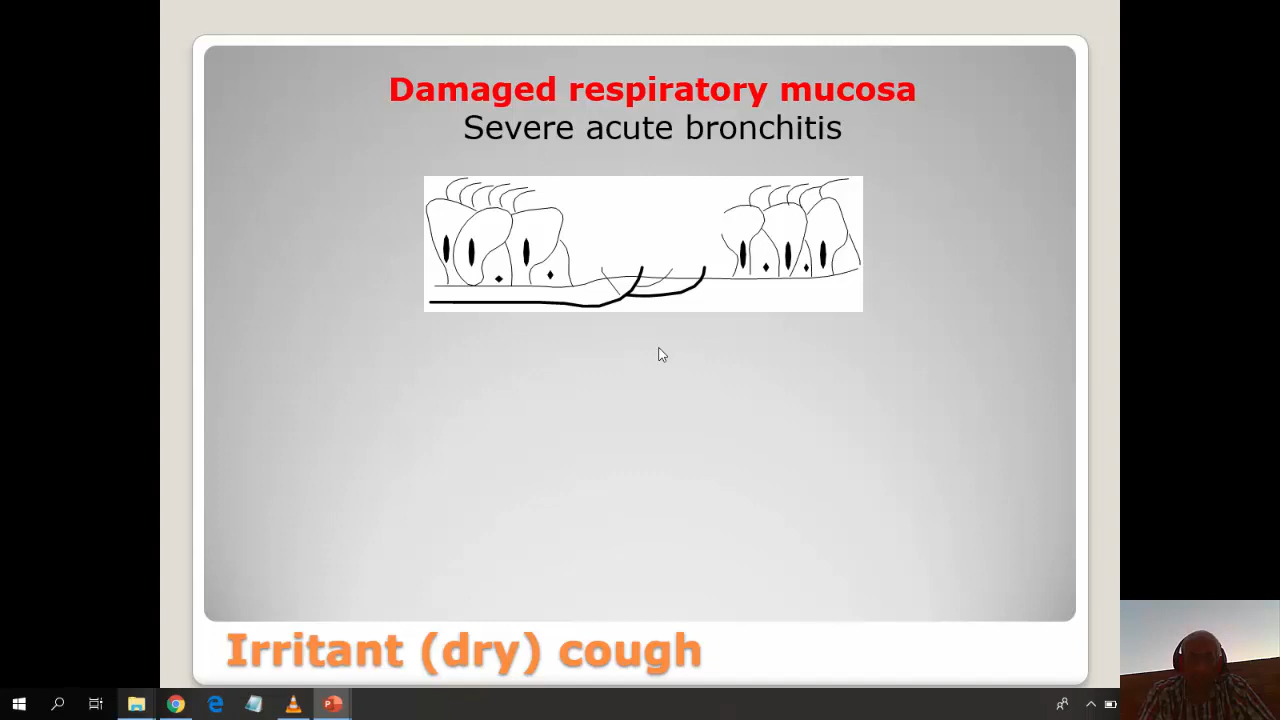 Damaged respiratory mucosa
Severe acute bronchitis
Irritant (dry) cough